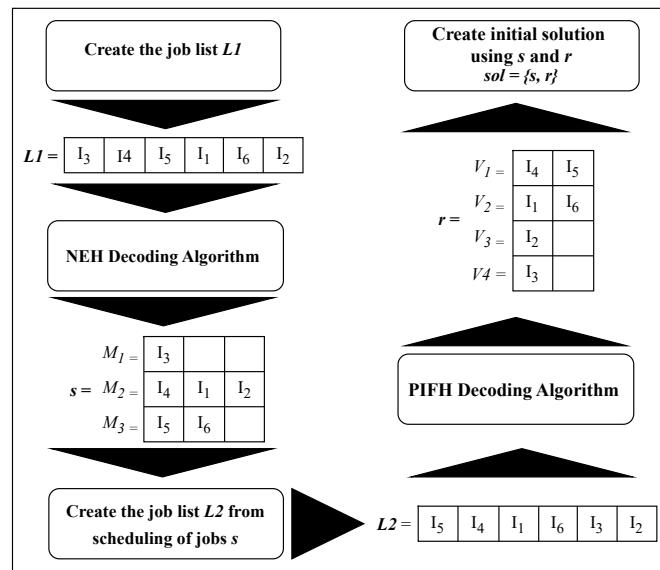 Create the job list L1
L1 = I3 I4 I5 I1 I6 I2
NEH Decoding Algorithm
M1 = I3
s = M2 = I4 I1 I2
M3 = I5 I6
Create the job list L2 from
scheduling of jobs s
L2 = I5 I4 I1 I6 I3 I2
PIFH Decoding Algorithm
V1 = I4 I5
r = V2 = I1 I6
V3 = I2
V4 = I3
Create initial solution
using s and r
sol = {s, r}